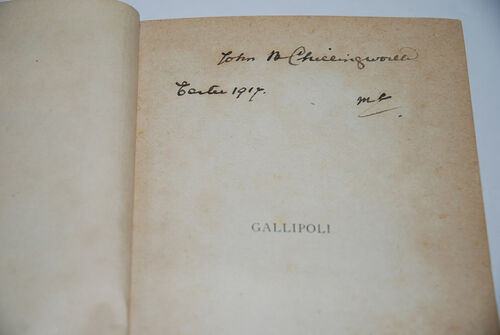 John B Chillingworth
Easter 1917.
GALLIPOLI